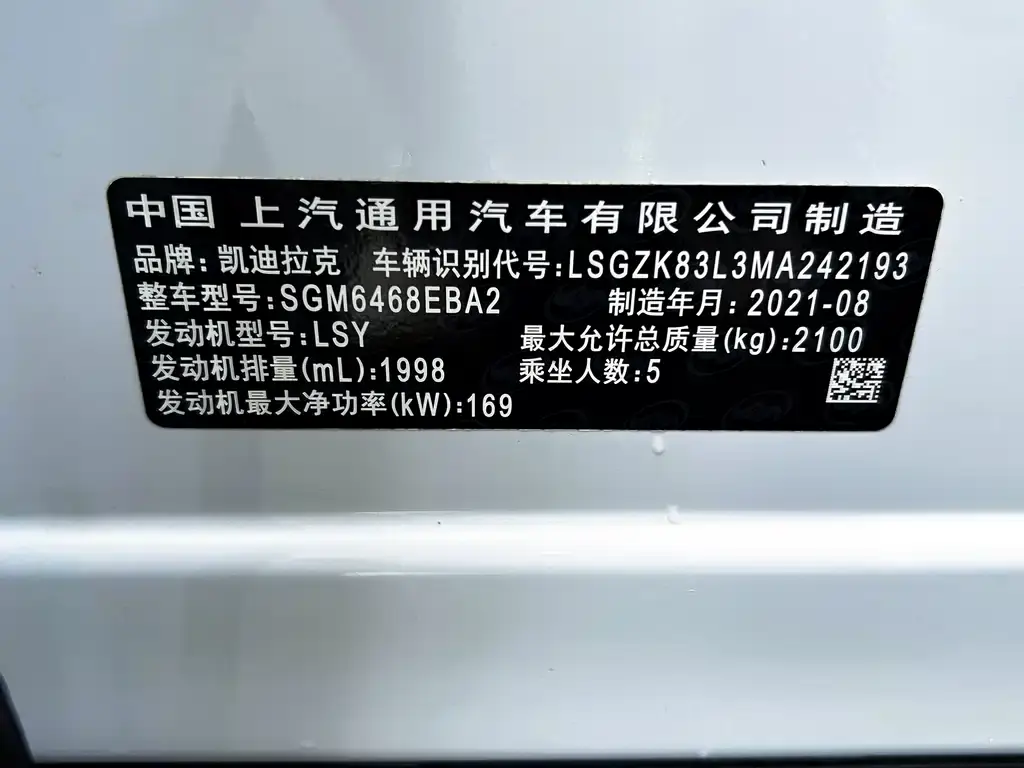 中国 上汽通用汽车有限公司制造
品牌: 凯迪拉克 车辆识别代号:LSGZK83L3MA242193
整车型号:SGM6468EBA2 制造年月: 2021-08
发动机型号:LSY 最大允许总质量(kg):2100
发动机排量(mL):1998 乘坐人数:5
发动机最大净功率(kW):169